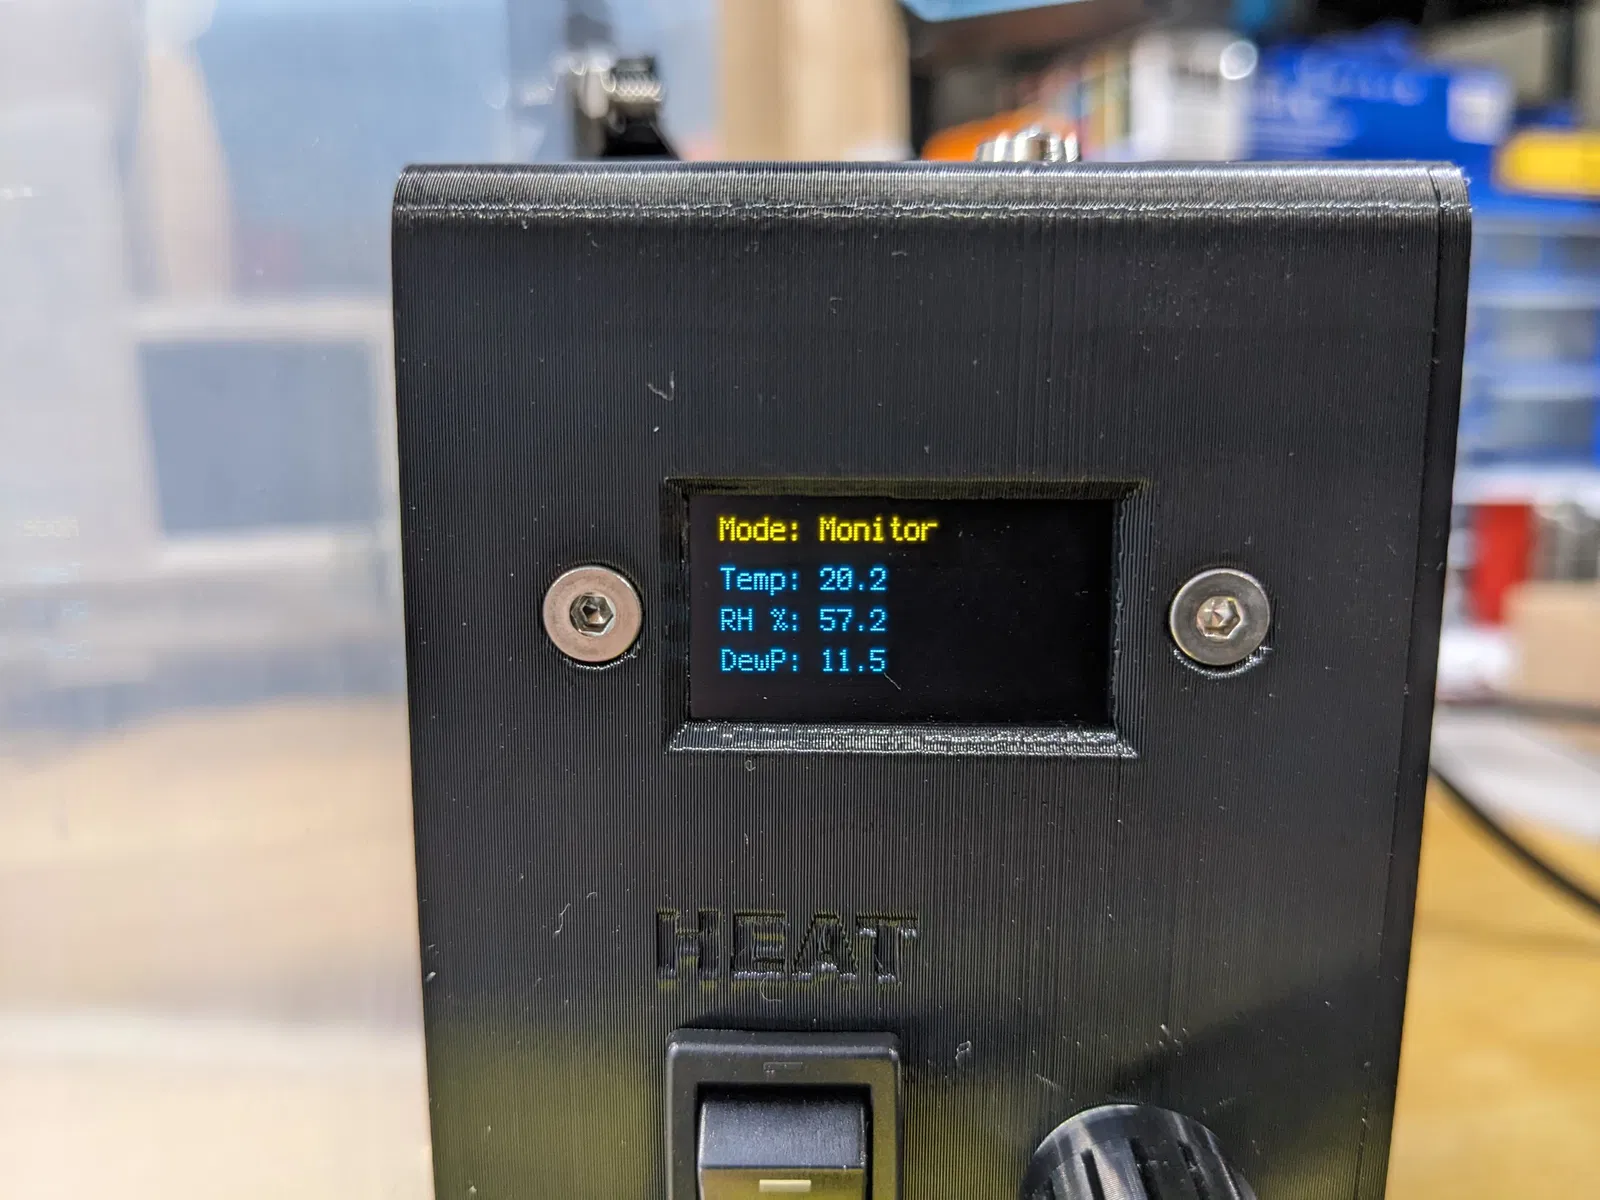 Mode: Monitor
Temp: 20.2
RH %: 57.2
DewP: 11.5
HEAT